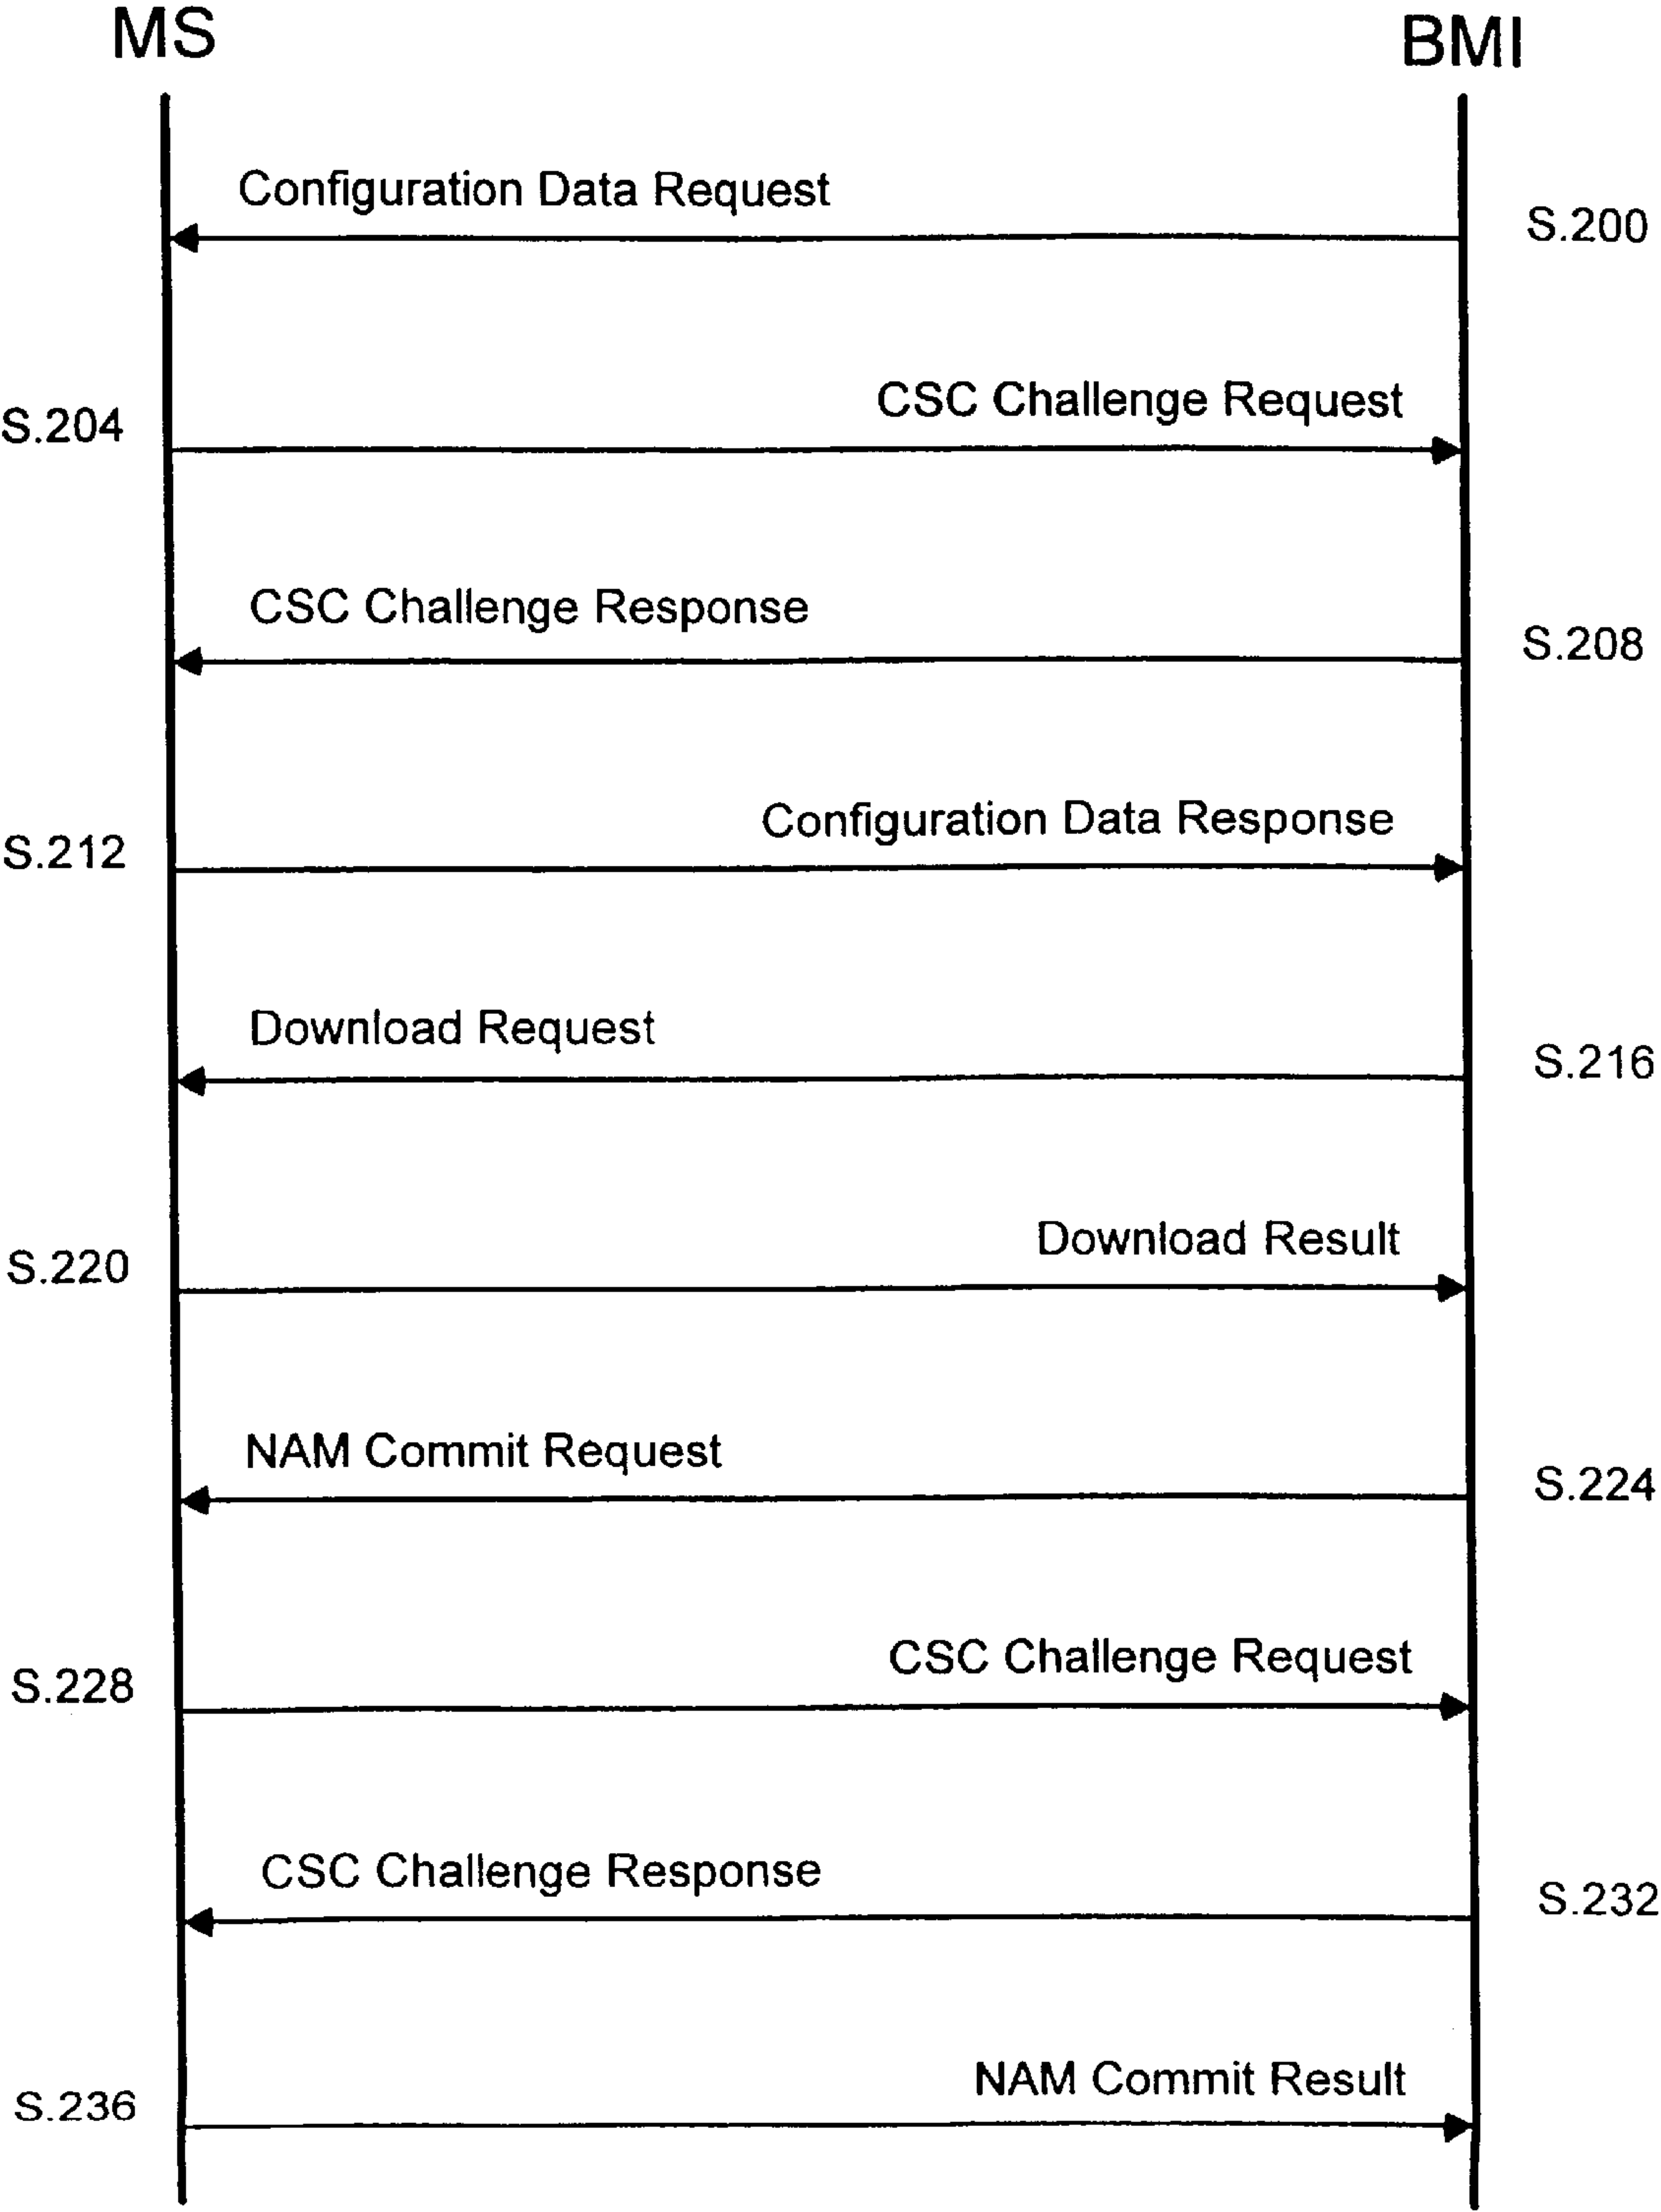 MS
BMI
Configuration Data Request
S.200
CSC Challenge Request
S.204
CSC Challenge Response
S.208
Configuration Data Response
S.212
Download Request
S.216
Download Result
S.220
NAM Commit Request
S.224
CSC Challenge Request
S.228
CSC Challenge Response
S.232
NAM Commit Result
S.236